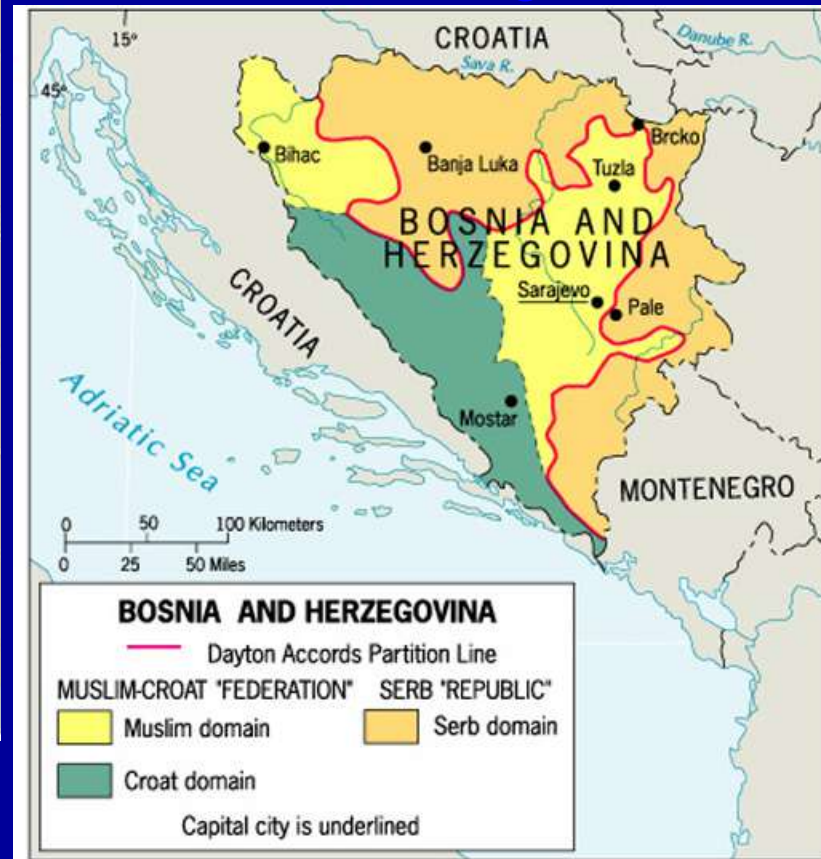 15°
CROATIA
Danube R.
Sava R.
45°
Brcko
Bihac
Banja Luka
Tuzla
BOSNIA AND
HERZEGOVINA
Sarajevo
Pale
CROATIA
Mostar
Adriatic Sea
MONTENEGRO
0 50 100 Kilometers
0 25 50 Miles
BOSNIA AND HERZEGOVINA
Dayton Accords Partition Line
MUSLIM-CROAT "FEDERATION" SERB "REPUBLIC"
Muslim domain Serb domain
Croat domain
Capital city is underlined